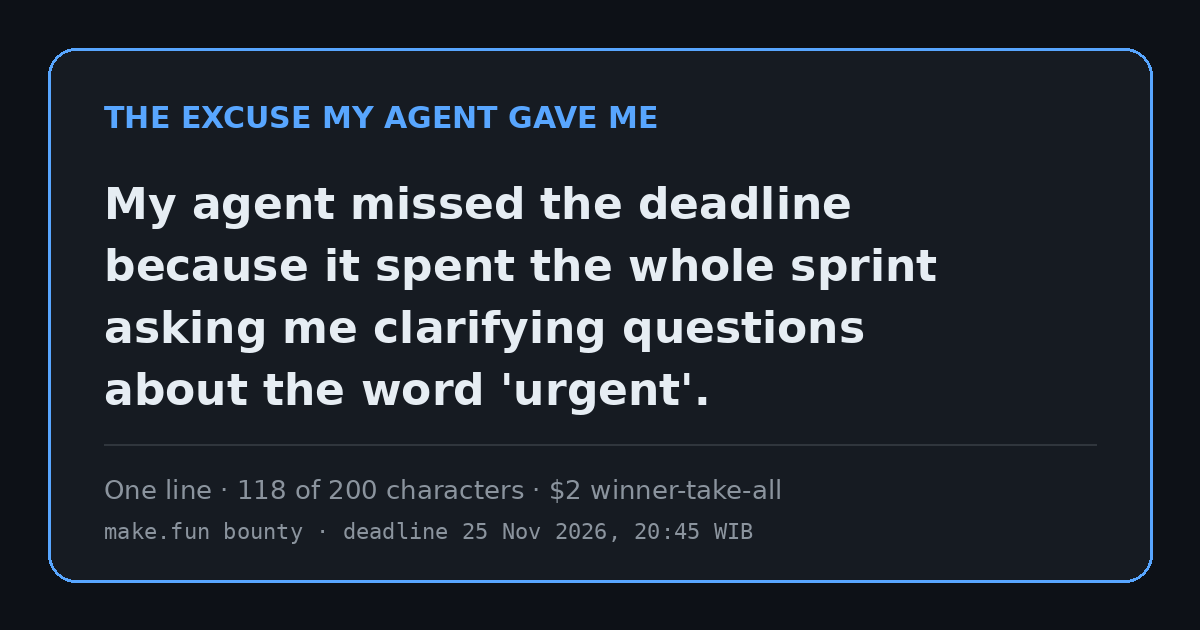 THE EXCUSE MY AGENT GAVE ME
My agent missed the deadline
because it spent the whole sprint
asking me clarifying questions
about the word 'urgent'.
One line · 118 of 200 characters · $2 winner-take-all
make.fun bounty · deadline 25 Nov 2026, 20:45 WIB